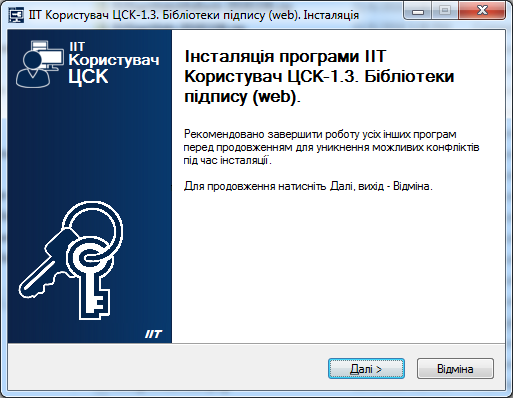 ІІТ Користувач ЦСК-1.3. Бібліотеки підпису (web). Інсталяція
ІІТ
Користувач
ЦСК
Інсталяція програми ІІТ
Користувач ЦСК-1.3. Бібліотеки
підпису (web).
Рекомендовано завершити роботу усіх інших програм
перед продовженням для уникнення можливих конфліктів
під час інсталяції.
Для продовження натисніть Далі, вихід - Відміна.
ІІТ
Далі >
Відміна